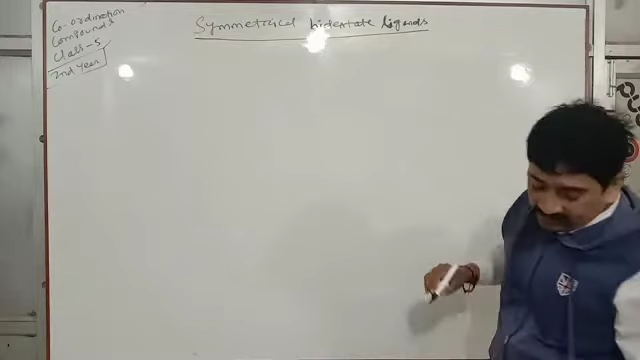 Co-ordination
Compounds
Class-5
2nd Year
Symmetrical bidentate ligands